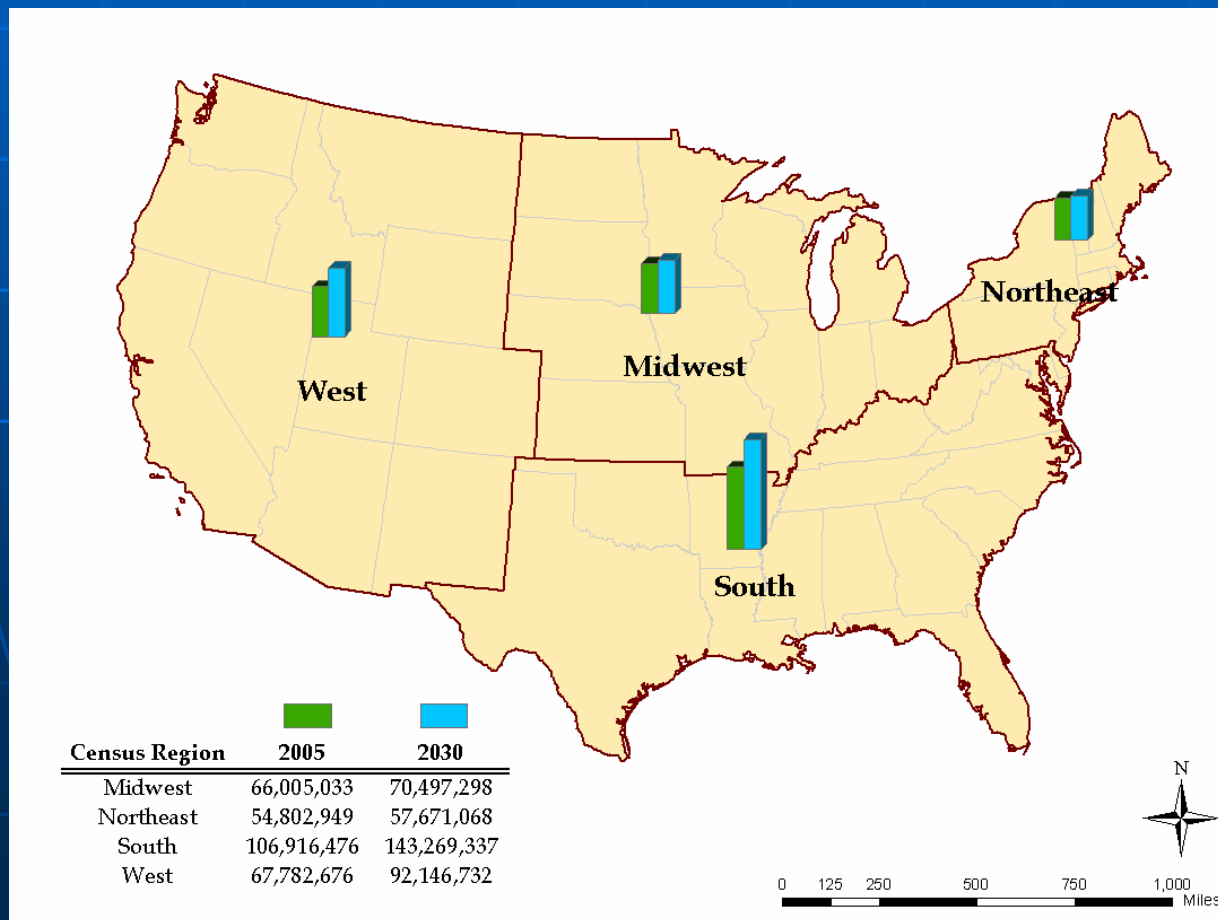 Northeast
Midwest
West
South
Census Region 2005 2030
Midwest 66,005,033 70,497,298
Northeast 54,802,949 57,671,068
South 106,916,476 143,269,337
West 67,782,676 92,146,732
N
0 125 250 500 750 1,000
Miles